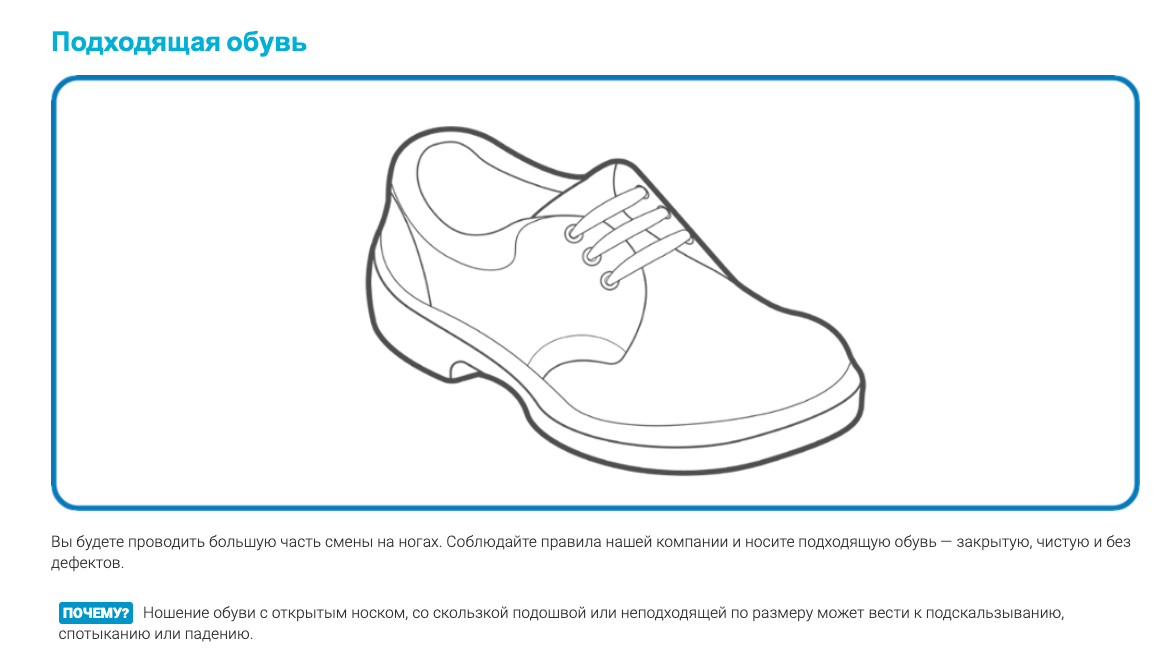 Подходящая обувь
Вы будете проводить большую часть смены на ногах. Соблюдайте правила нашей компании и носите подходящую обувь — закрытую, чистую и без
дефектов.
ПОЧЕМУ? Ношение обуви с открытым носком, со скользкой подошвой или неподходящей по размеру может вести к подскальзыванию,
спотыканию или падению.